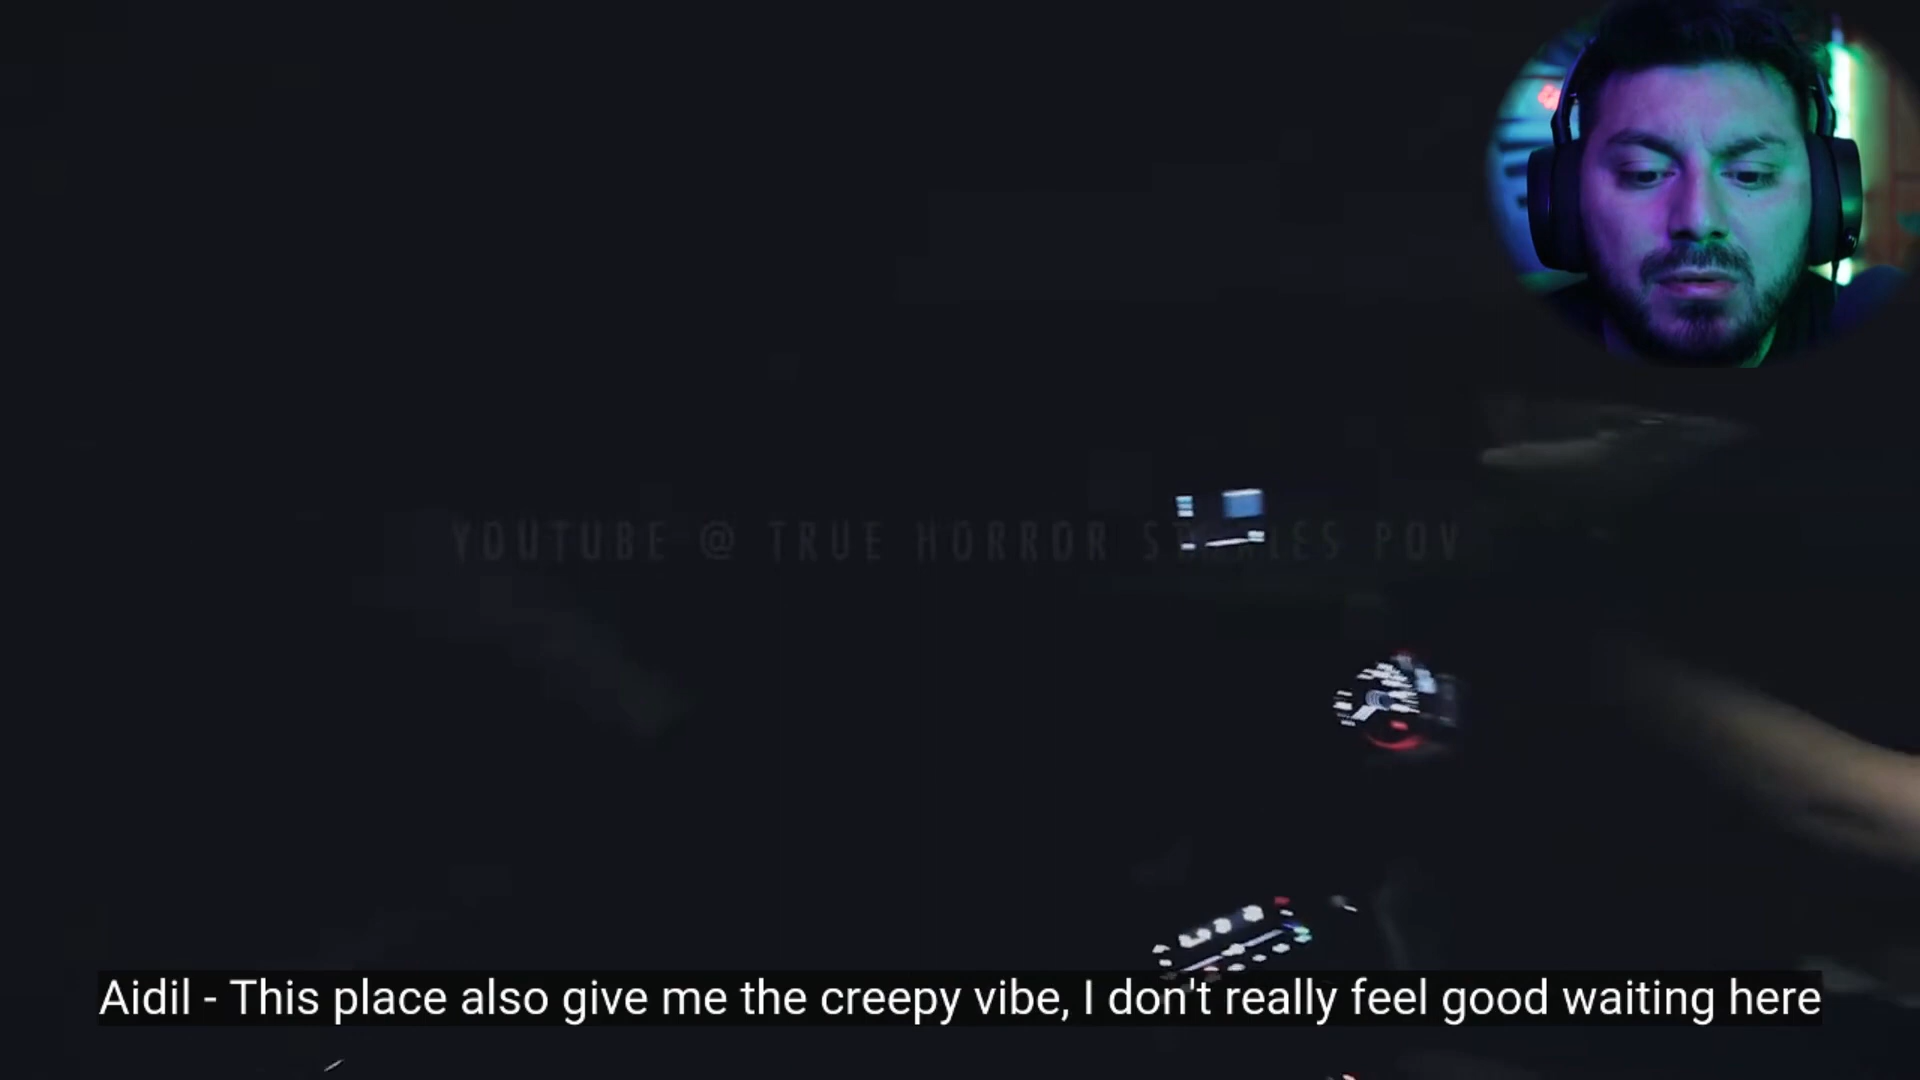 YOUTUBE @ TRUE HORROR STORIES POV
Aidil - This place also give me the creepy vibe, I don't really feel good waiting here